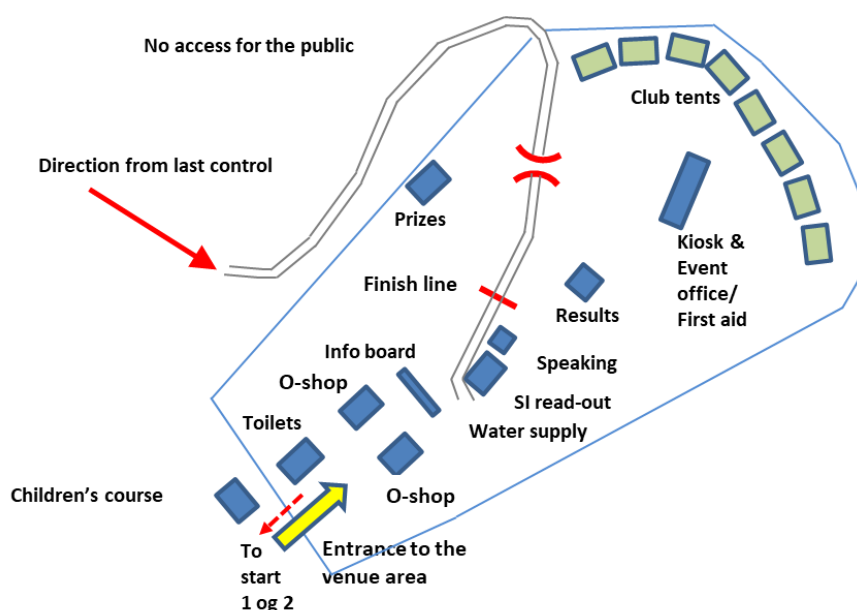 No access for the public
Club tents
Direction from last control
Prizes
Kiosk &
Event
office/
First aid
Finish line
Results
Info board
Speaking
O-shop
SI read-out
Toilets
Water supply
Children's course
O-shop
To
start
1 og 2
Entrance to the
venue area